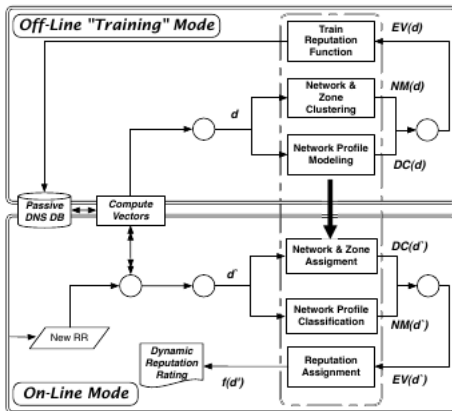 Off-Line "Training" Mode
Train
Reputation
Function
EV(d)
Network &
Zone
Clustering
NM(d)
d
Network Profile
Modeling
DC(d)
Passive
DNS DB
Compute
Vectors
Network & Zone
Assigment
DC(d`)
d`
Network Profile
Classification
NM(d`)
New RR
Dynamic
Reputation
Rating
f(d')
Reputation
Assignment
EV(d`)
On-Line Mode